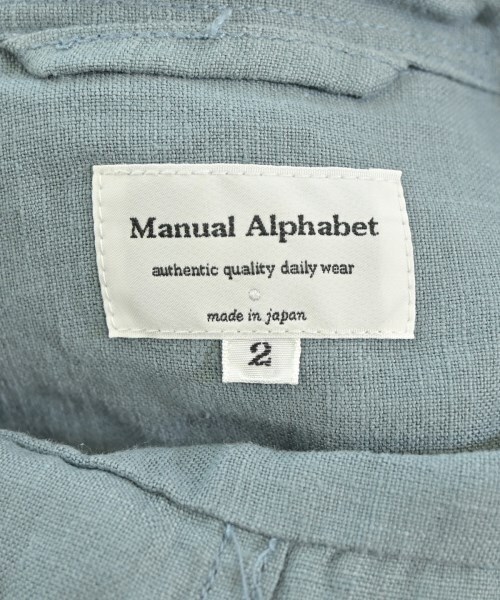 Manual Alphabet
authentic quality daily wear
made in japan
2